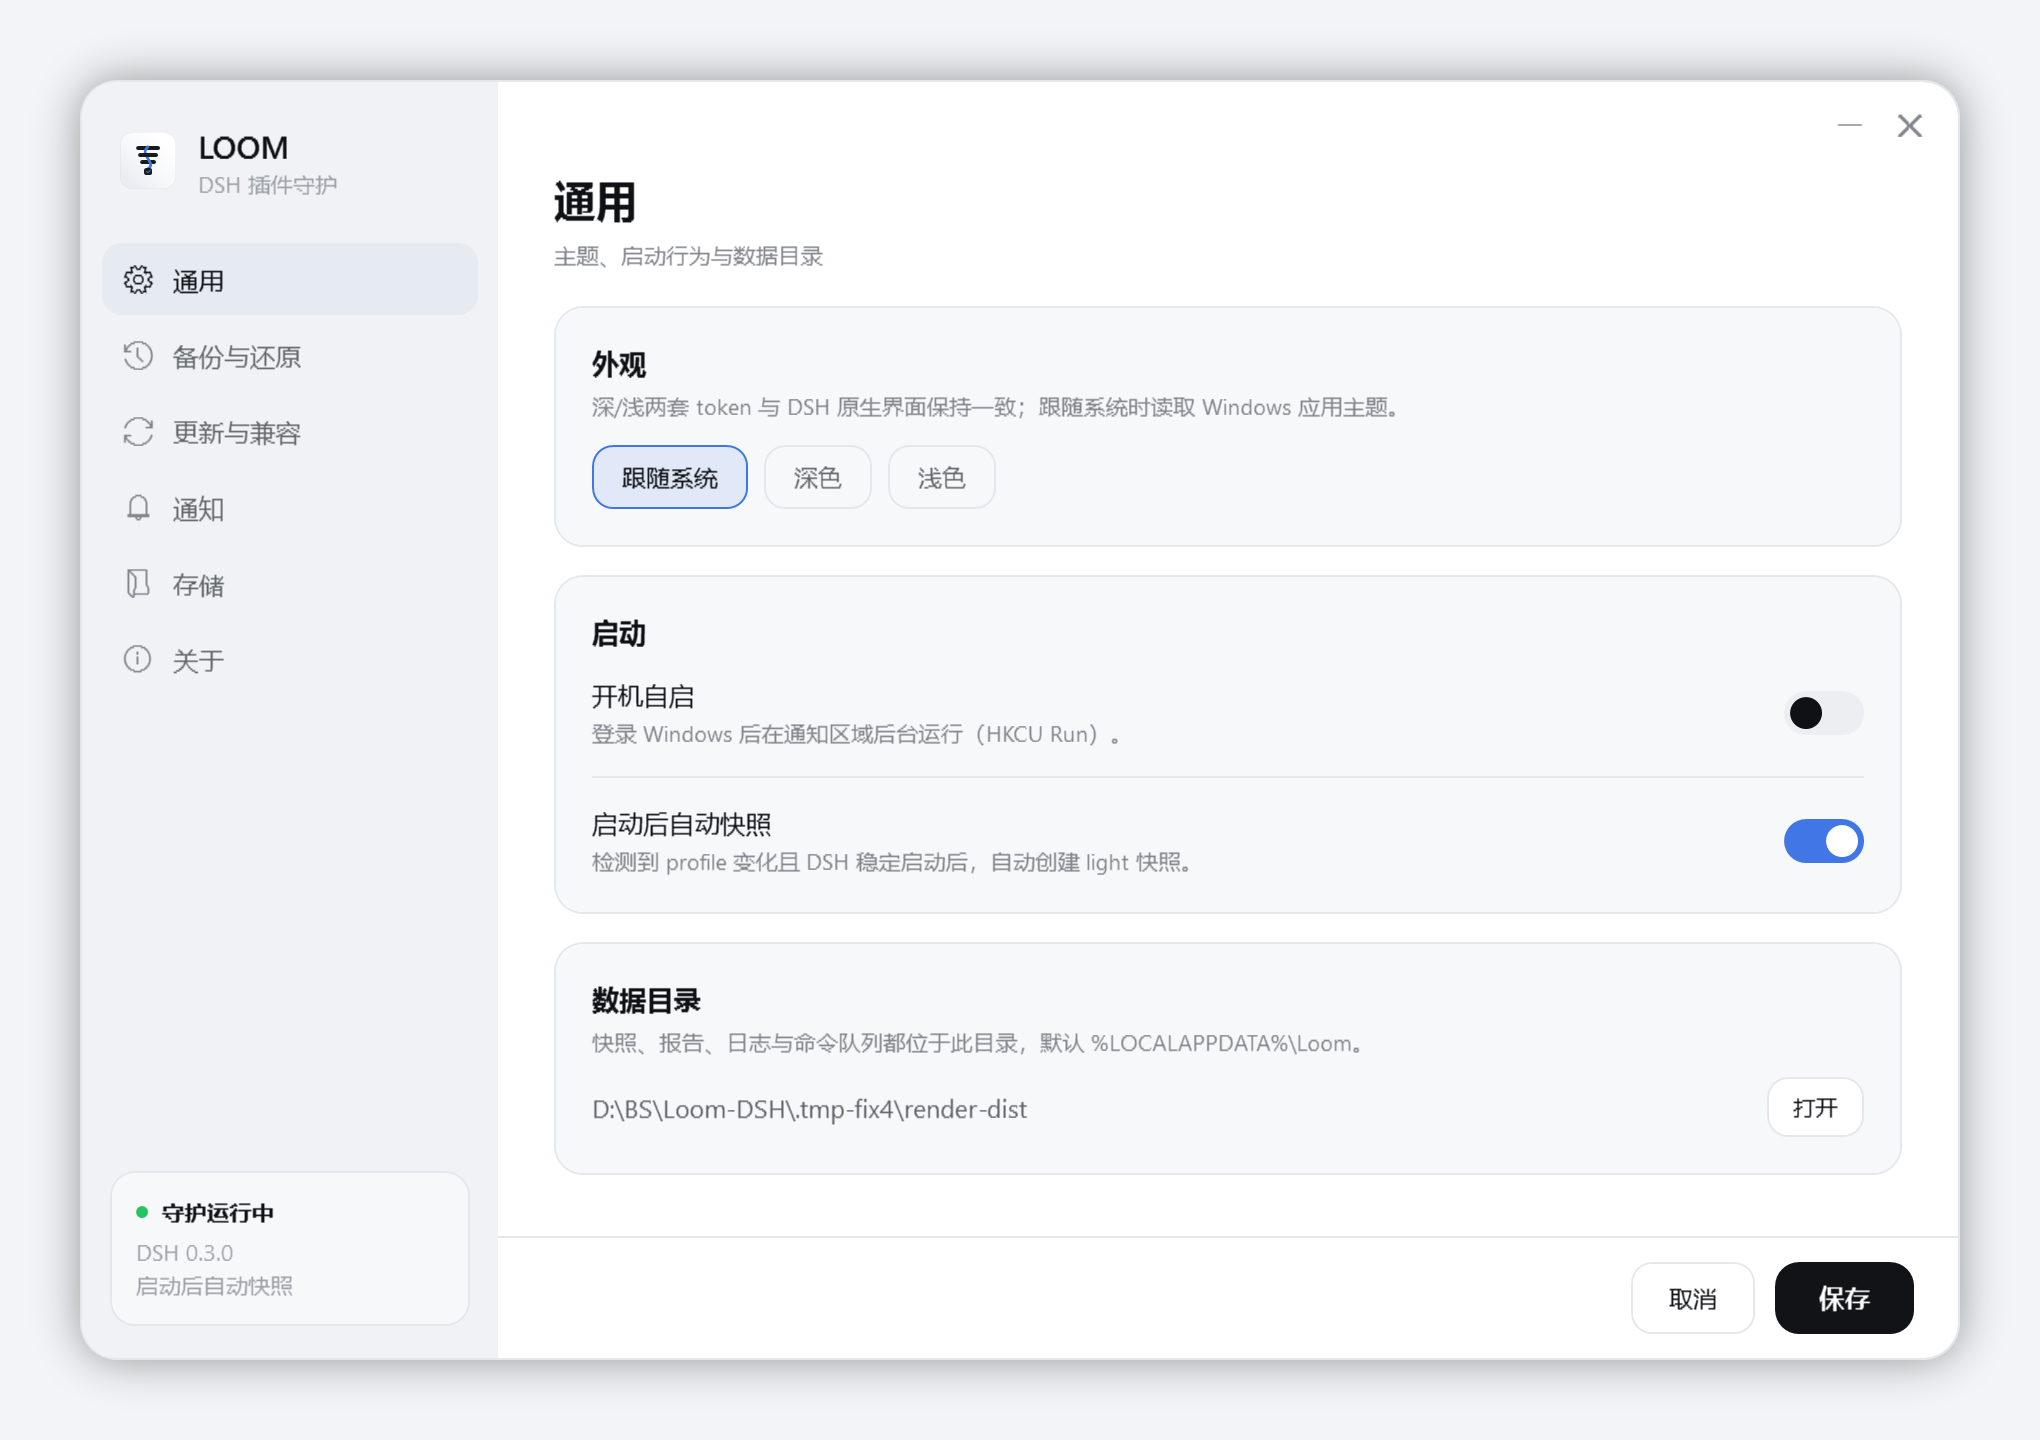 LOOM
DSH 插件守护
通用
备份与还原
更新与兼容
通知
存储
关于
守护运行中
DSH 0.3.0
启动后自动快照
通用
主题、启动行为与数据目录
外观
深/浅两套 token 与 DSH 原生界面保持一致；跟随系统时读取 Windows 应用主题。
跟随系统
深色
浅色
启动
开机自启
登录 Windows 后在通知区域后台运行（HKCU Run）。
启动后自动快照
检测到 profile 变化且 DSH 稳定启动后，自动创建 light 快照。
数据目录
快照、报告、日志与命令队列都位于此目录，默认 %LOCALAPPDATA%\Loom。
D:\BS\Loom-DSH\.tmp-fix4\render-dist
打开
取消
保存